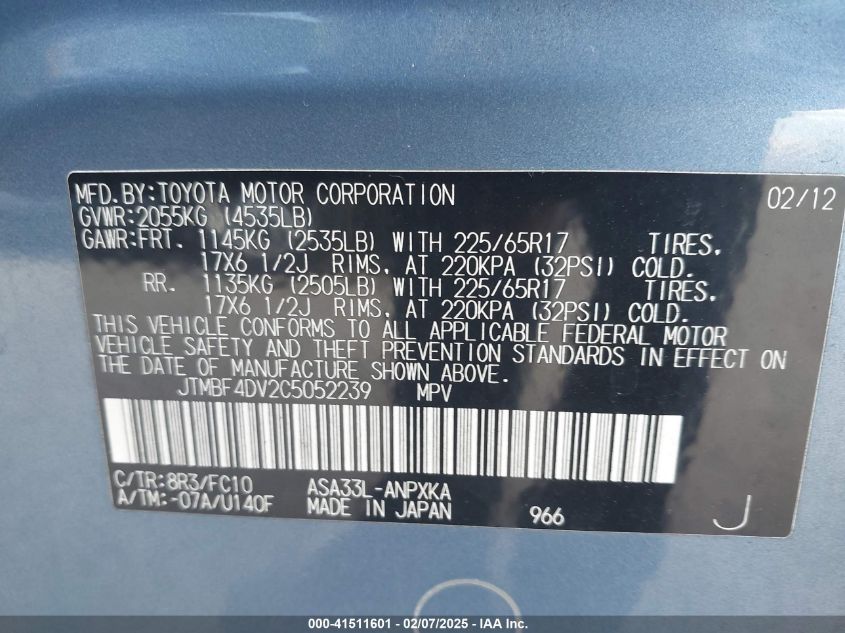 MFD.BY:TOYOTA MOTOR CORPORATION 02/12
GVWR:2055KG (4535LB)
GAWR:FRT. 1145KG (2535LB) WITH 225/65R17 TIRES,
17X6 1/2J RIMS, AT 220KPA (32PSI) COLD.
RR. 1135KG (2505LB) WITH 225/65R17 TIRES,
17X6 1/2J RIMS, AT 220KPA (32PSI) COLD.
THIS VEHICLE CONFORMS TO ALL APPLICABLE FEDERAL MOTOR
VEHICLE SAFETY AND THEFT PREVENTION STANDARDS IN EFFECT ON
THE DATE OF MANUFACTURE SHOWN ABOVE.
JTMBF4DV2C5052239 MPV
C/TR:8R3/FC10 ASA33L-ANPXKA
A/TM:-07A/U140F MADE IN JAPAN 966 J
000-41511601 - 02/07/2025 - IAA Inc.